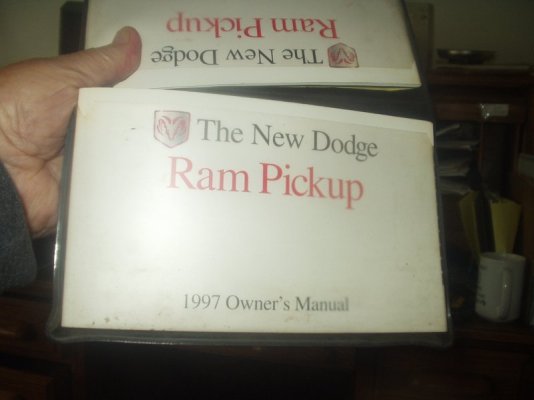 Ram Pickup
The New Dodge
The New Dodge
Ram Pickup
1997 Owner's Manual